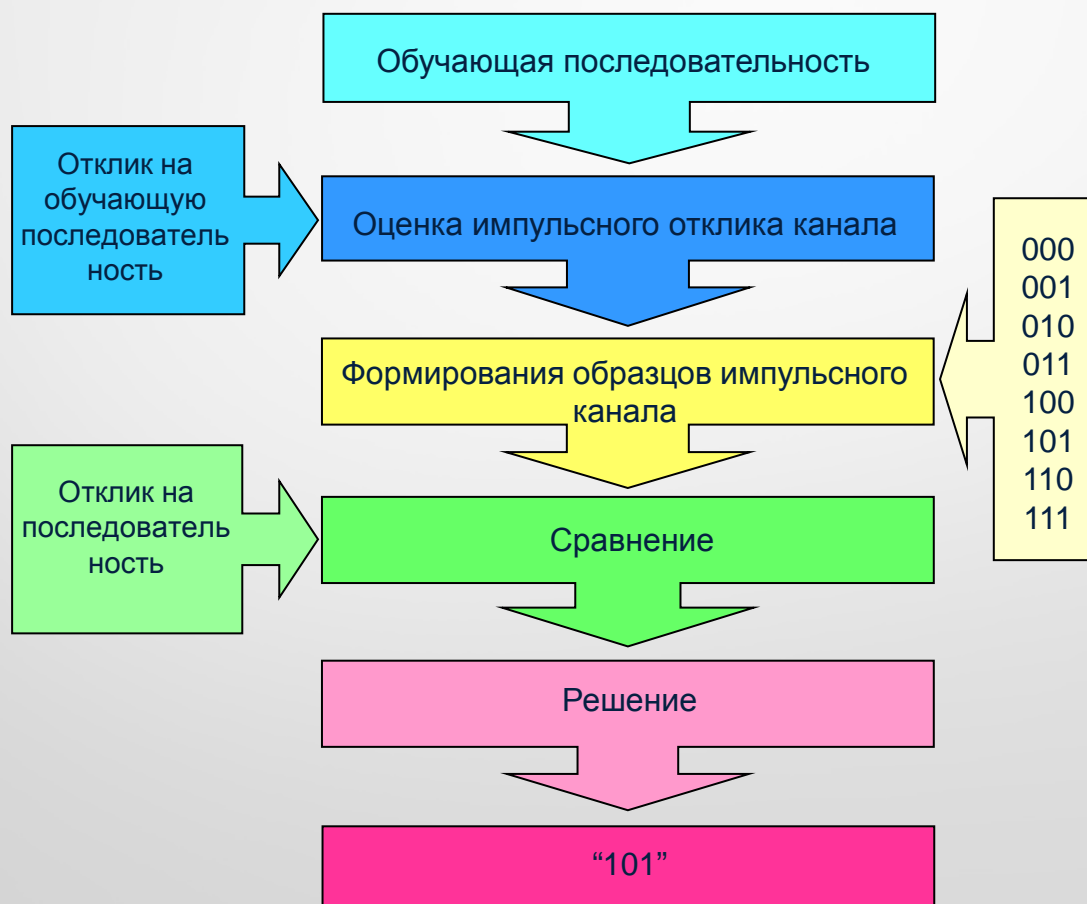 Обучающая последовательность
Отклик на
обучающую
последователь
ность
Оценка импульсного отклика канала
000
001
010
011
100
101
110
111
Формирования образцов импульсного
канала
Отклик на
последователь
ность
Сравнение
Решение
“101”